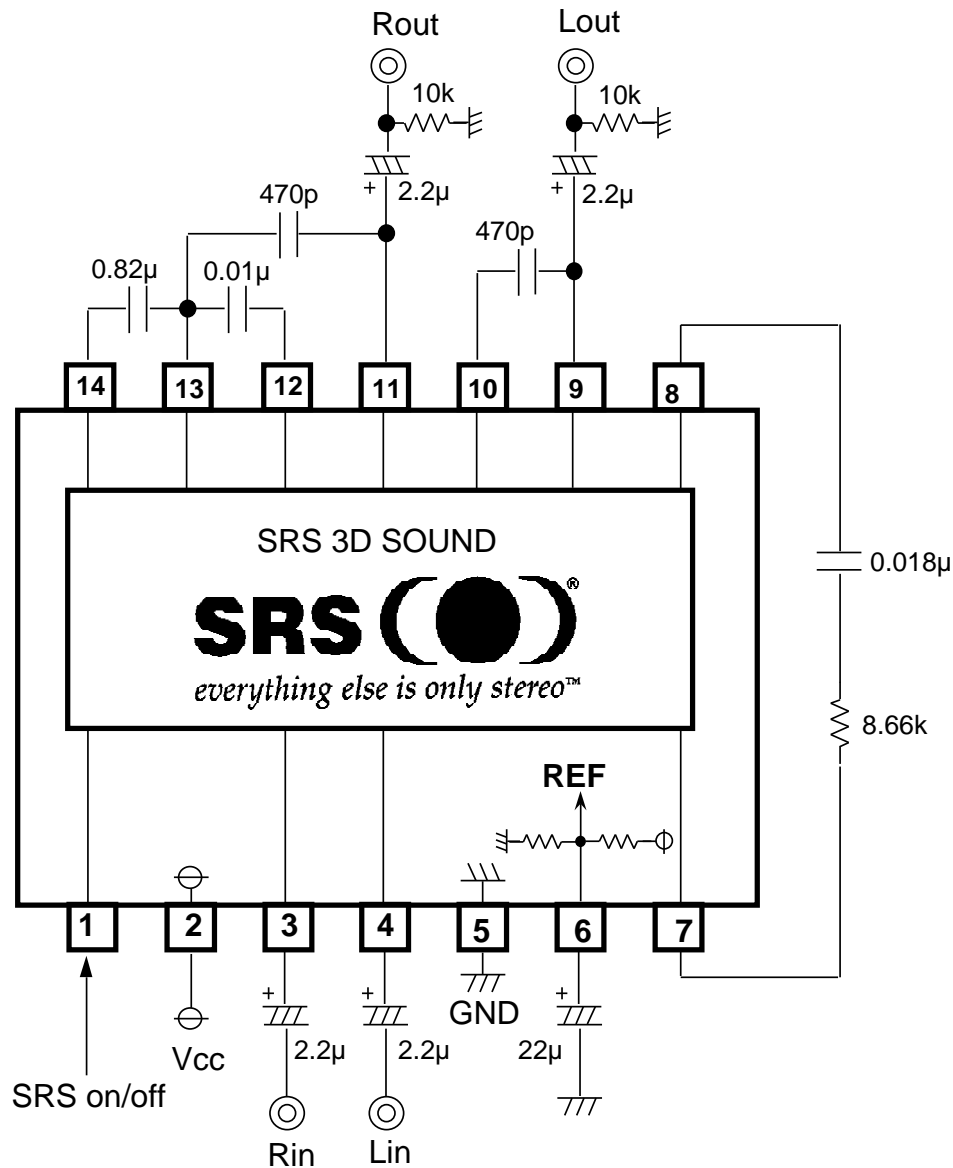 Rout Lout
10k 10k
+ 2.2µ + 2.2µ
470p 470p
0.82µ 0.01µ
14 13 12 11 10 9 8
SRS 3D SOUND
SRS ®
everything else is only stereo™
0.018µ
8.66k
REF
1 2 3 4 5 6 7
+ + GND +
2.2µ 2.2µ 22µ
Vcc
SRS on/off
Rin Lin